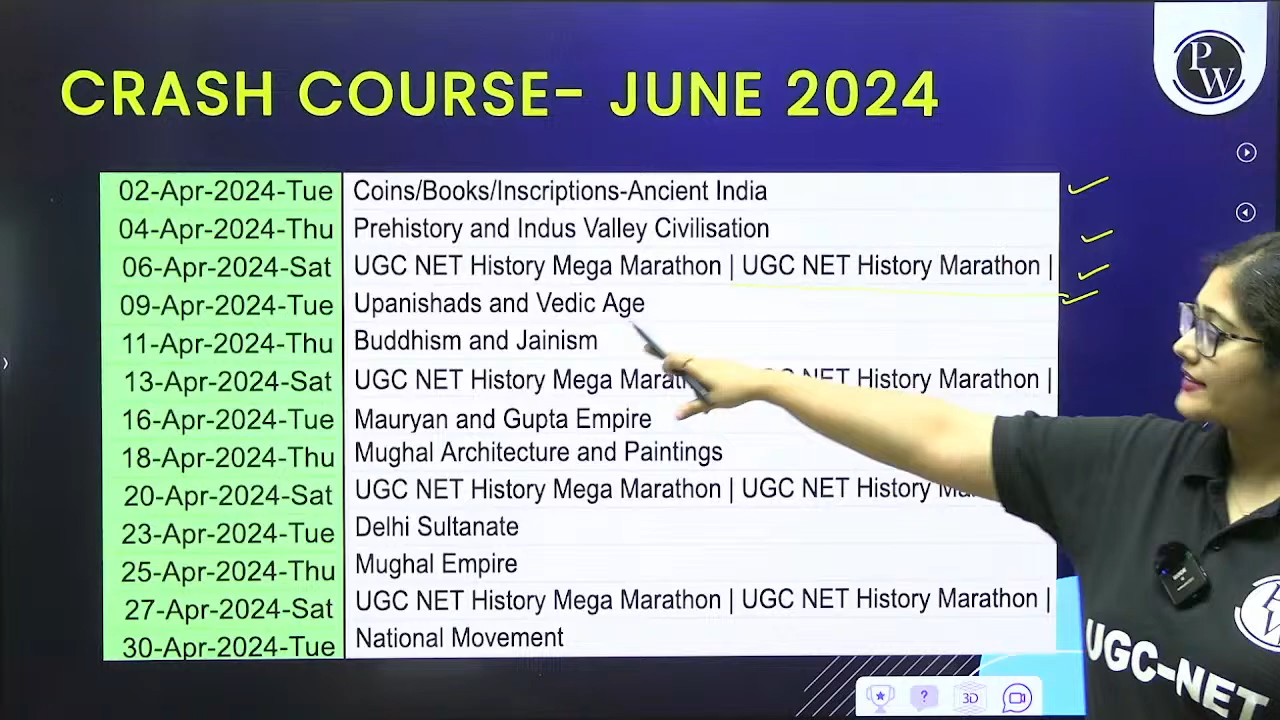 CRASH COURSE- JUNE 2024
PW
02-Apr-2024-Tue Coins/Books/Inscriptions-Ancient India
04-Apr-2024-Thu Prehistory and Indus Valley Civilisation
06-Apr-2024-Sat UGC NET History Mega Marathon | UGC NET History Marathon |
09-Apr-2024-Tue Upanishads and Vedic Age
11-Apr-2024-Thu Buddhism and Jainism
13-Apr-2024-Sat UGC NET History Mega NET History Marathon |
16-Apr-2024-Tue Mauryan and Gupta Empire
18-Apr-2024-Thu Mughal Architecture and Paintings
20-Apr-2024-Sat UGC NET History Mega Marathon | UGC NET History
23-Apr-2024-Tue Delhi Sultanate
25-Apr-2024-Thu Mughal Empire
27-Apr-2024-Sat UGC NET History Mega Marathon | UGC NET History Marathon |
30-Apr-2024-Tue National Movement
3D
UGC-NET